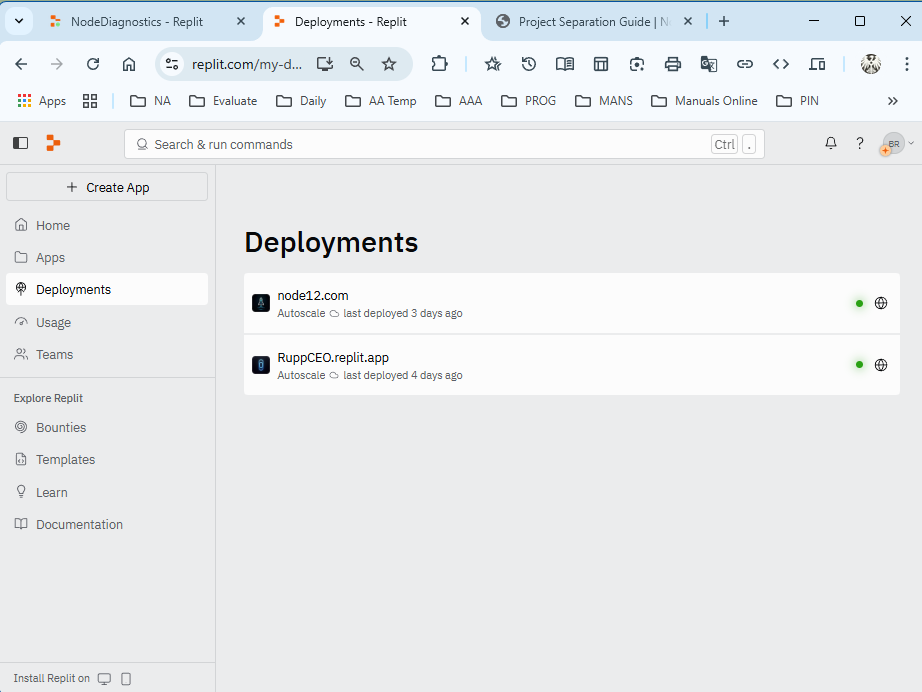 NodeDiagnostics - Replit
Deployments - Replit
Project Separation Guide | N
replit.com/my-d...
Apps
NA
Evaluate
Daily
AA Temp
AAA
PROG
MANS
Manuals Online
PIN
Search & run commands
Ctrl .
BR
Create App
Home
Apps
Deployments
Usage
Teams
Explore Replit
Bounties
Templates
Learn
Documentation
Install Replit on
Deployments
node12.com
Autoscale last deployed 3 days ago
RuppCEO.replit.app
Autoscale last deployed 4 days ago